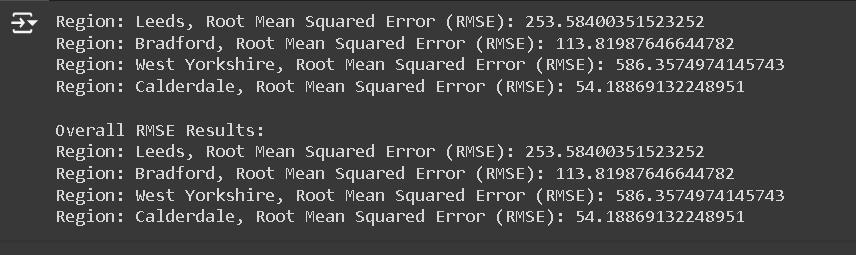 Region: Leeds, Root Mean Squared Error (RMSE): 253.58400351523252
Region: Bradford, Root Mean Squared Error (RMSE): 113.81987646644782
Region: West Yorkshire, Root Mean Squared Error (RMSE): 586.3574974145743
Region: Calderdale, Root Mean Squared Error (RMSE): 54.18869132248951
Overall RMSE Results:
Region: Leeds, Root Mean Squared Error (RMSE): 253.58400351523252
Region: Bradford, Root Mean Squared Error (RMSE): 113.81987646644782
Region: West Yorkshire, Root Mean Squared Error (RMSE): 586.3574974145743
Region: Calderdale, Root Mean Squared Error (RMSE): 54.18869132248951